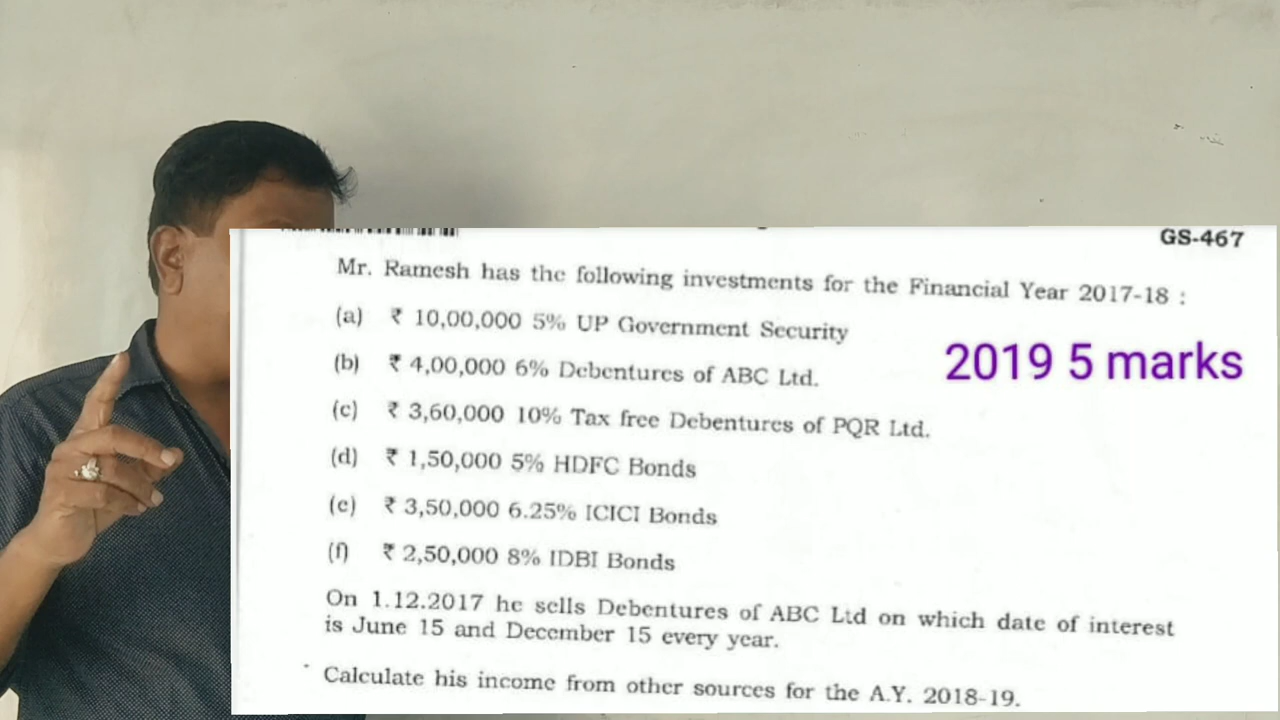 GS-467
Mr. Ramesh has the following investments for the Financial Year 2017-18 :
(a) ₹ 10,00,000 5% UP Government Security
(b) ₹ 4,00,000 6% Debentures of ABC Ltd.
2019 5 marks
(c) ₹ 3,60,000 10% Tax free Debentures of PQR Ltd.
(d) ₹ 1,50,000 5% HDFC Bonds
(e) ₹ 3,50,000 6.25% ICICI Bonds
(f) ₹ 2,50,000 8% IDBI Bonds
On 1.12.2017 he sells Debentures of ABC Ltd on which date of interest
is June 15 and December 15 every year.
Calculate his income from other sources for the A.Y. 2018-19.